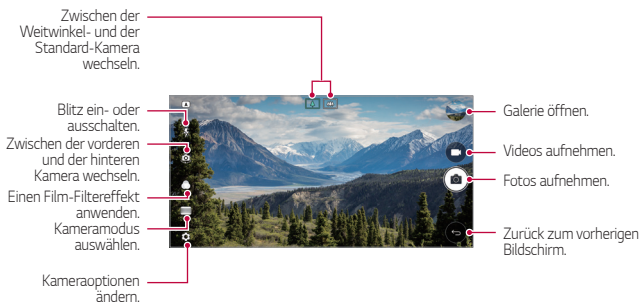 Zwischen der
Weitwinkel- und der
Standard-Kamera
wechseln.
Blitz ein- oder
ausschalten.
Zwischen der vorderen
und der hinteren
Kamera wechseln.
Einen Film-Filtereffekt
anwenden.
Kameramodus
auswählen.
Kameraoptionen
ändern.
Galerie öffnen.
Videos aufnehmen.
Fotos aufnehmen.
Zurück zum vorherigen
Bildschirm.